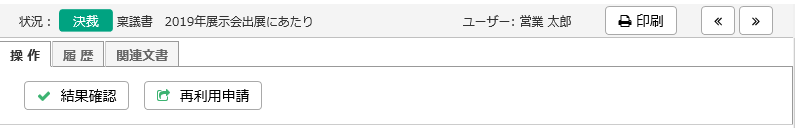 状況： 決裁 稟議書 2019年展示会出展にあたり ユーザー: 営業 太郎 印刷 « »
操 作 履 歴 関連文書
結果確認 再利用申請